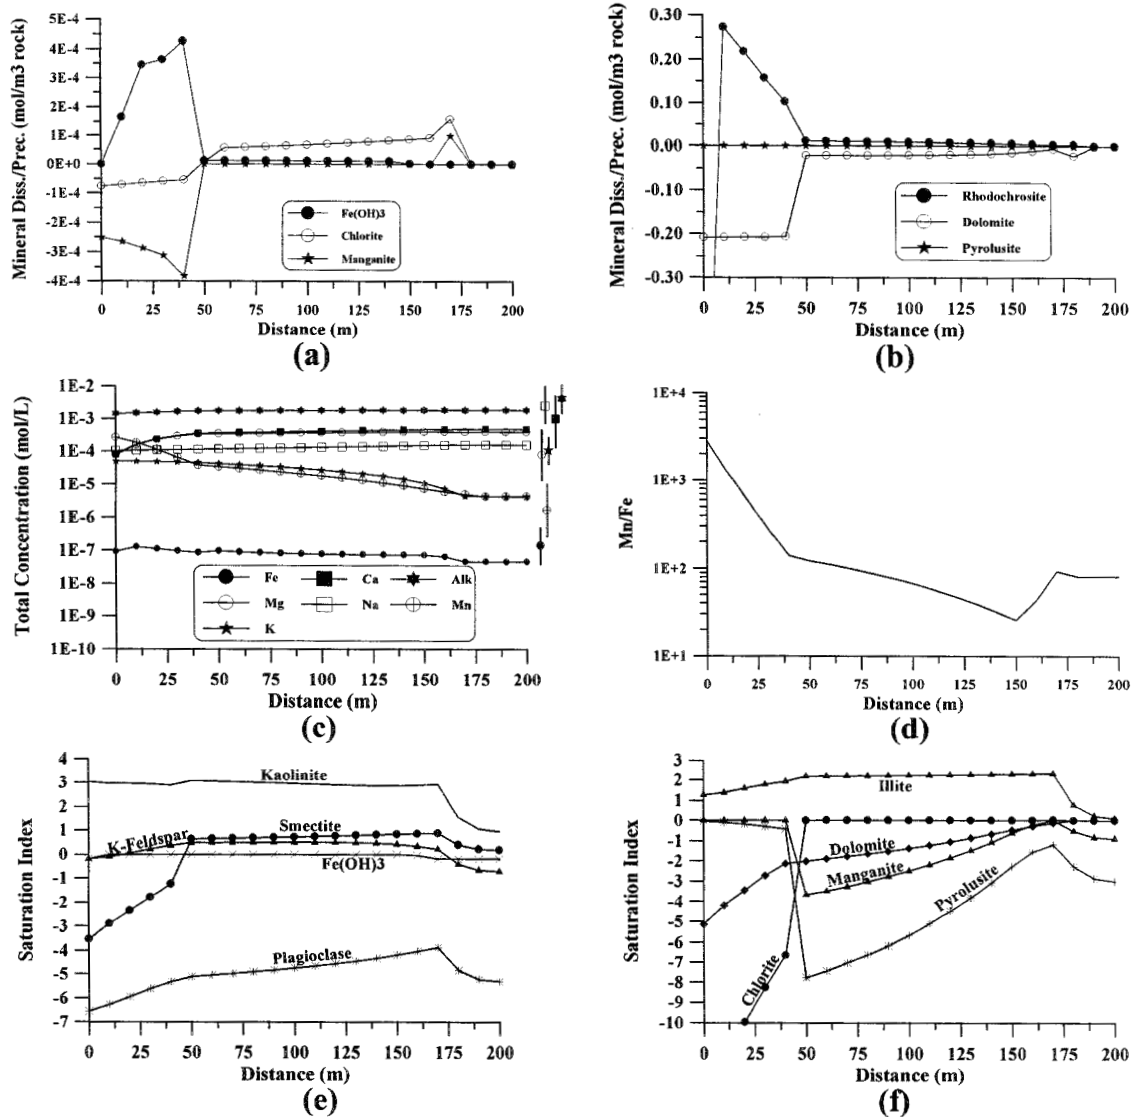 Mineral Diss./Prec. (mol/m3 rock)
5E-4
4E-4
3E-4
2E-4
1E-4
0E+0
-1E-4
-2E-4
-3E-4
-4E-4
Fe(OH)3
Chlorite
Manganite
0 25 50 75 100 125 150 175 200
Distance (m)
(a)
Mineral Diss./Prec. (mol/m3 rock)
0.30
0.20
0.10
0.00
-0.10
-0.20
-0.30
Rhodochrosite
Dolomite
Pyrolusite
0 25 50 75 100 125 150 175 200
Distance (m)
(b)
Total Concentration (mol/L)
1E-2
1E-3
1E-4
1E-5
1E-6
1E-7
1E-8
1E-9
1E-10
Fe Ca Alk
Mg Na Mn
K
0 25 50 75 100 125 150 175 200
Distance (m)
(c)
Mn/Fe
1E+4
1E+3
1E+2
1E+1
0 25 50 75 100 125 150 175 200
Distance (m)
(d)
Saturation Index
4
3
2
1
0
-1
-2
-3
-4
-5
-6
-7
Kaolinite
K-Feldspar
Smectite
Fe(OH)3
Plagioclase
0 25 50 75 100 125 150 175 200
Distance (m)
(e)
Saturation Index
3
2
1
0
-1
-2
-3
-4
-5
-6
-7
-8
-9
-10
Illite
Dolomite
Manganite
Pyrolusite
Chlorite
0 25 50 75 100 125 150 175 200
Distance (m)
(f)